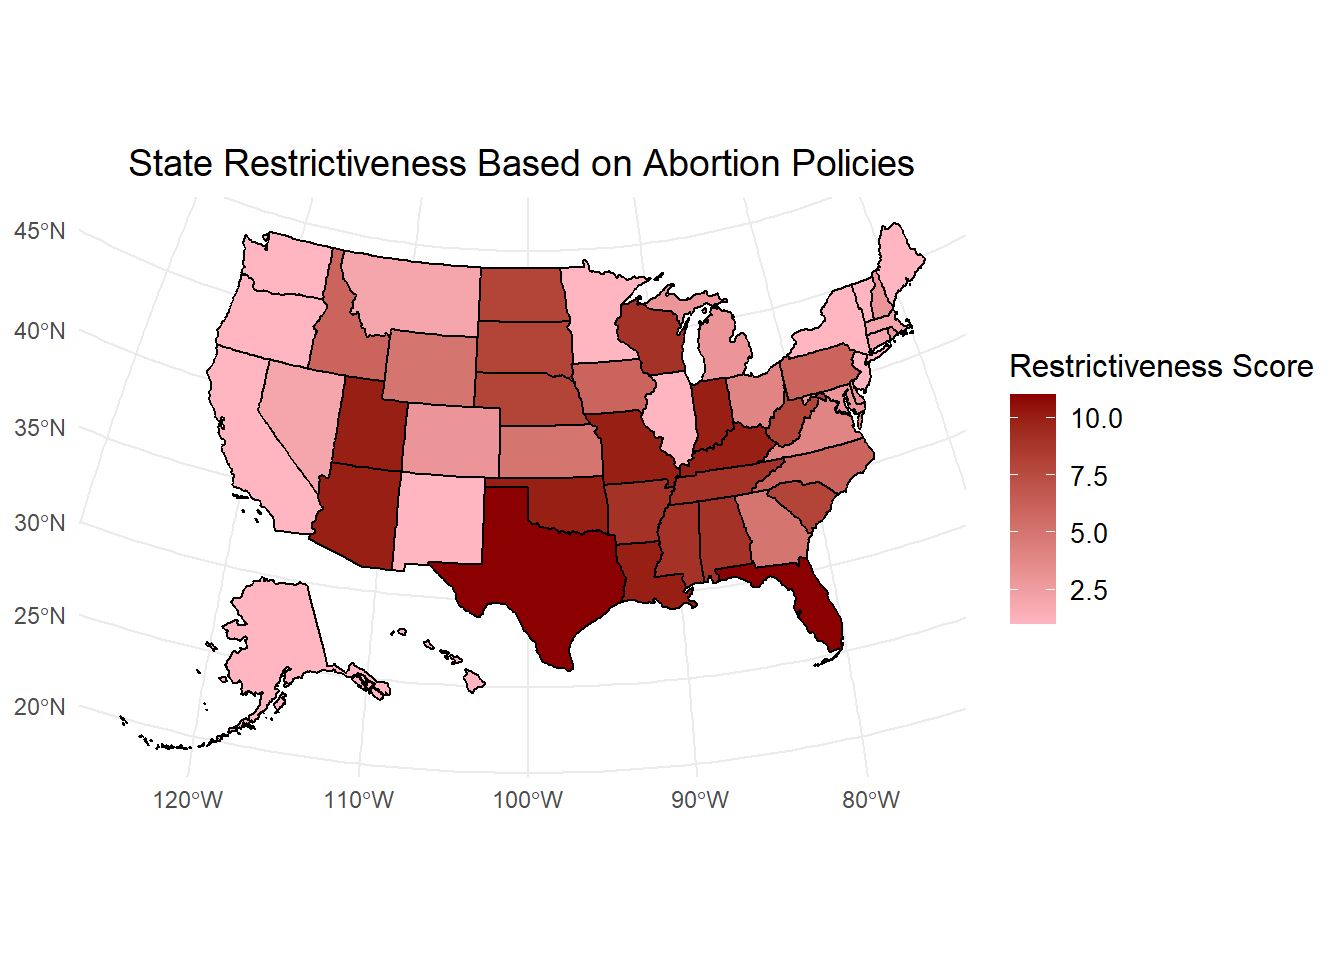 State Restrictiveness Based on Abortion Policies
45°N
40°N
35°N
30°N
25°N
20°N
120°W
110°W
100°W
90°W
80°W
Restrictiveness Score
10.0
7.5
5.0
2.5